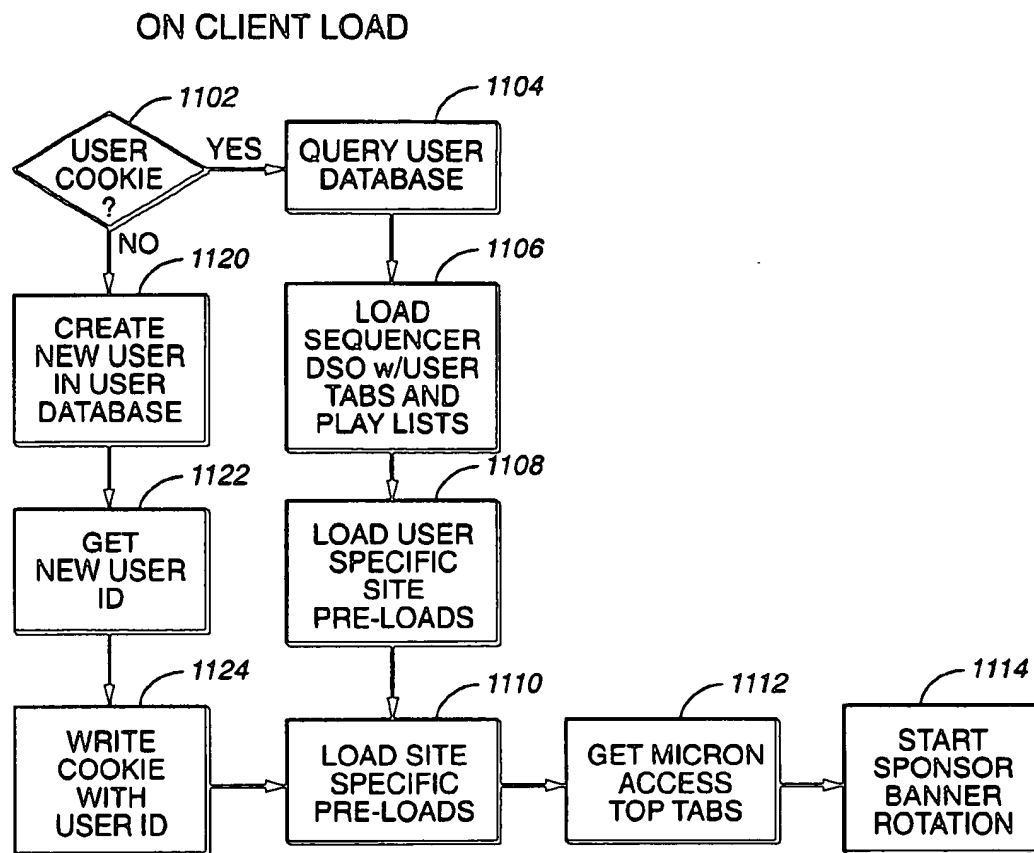 ON CLIENT LOAD
1102
USER
COOKIE
?
YES
NO
1104
QUERY USER
DATABASE
1120
CREATE
NEW USER
IN USER
DATABASE
1106
LOAD
SEQUENCER
DSO w/USER
TABS AND
PLAY LISTS
1122
GET
NEW USER
ID
1108
LOAD USER
SPECIFIC
SITE
PRE-LOADS
1124
WRITE
COOKIE
WITH
USER ID
1110
LOAD SITE
SPECIFIC
PRE-LOADS
1112
GET MICRON
ACCESS
TOP TABS
1114
START
SPONSOR
BANNER
ROTATION